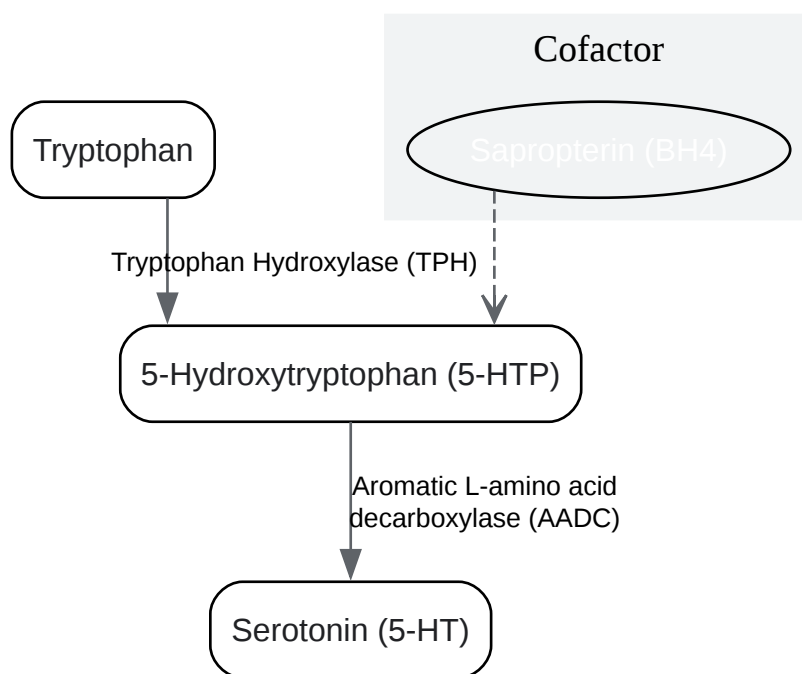 Cofactor
Tryptophan
Sapropterin (BH4)
Tryptophan Hydroxylase (TPH)
5-Hydroxytryptophan (5-HTP)
Aromatic L-amino acid
decarboxylase (AADC)
Serotonin (5-HT)